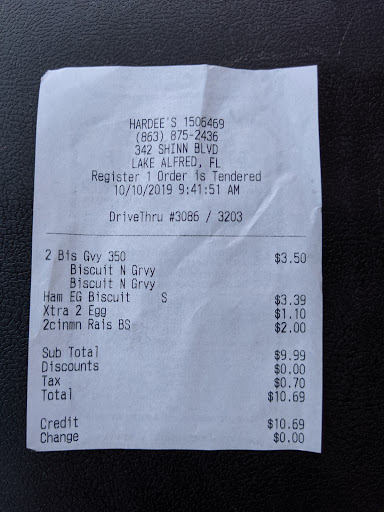 HARDEE'S 1506469
(863) 875-2436
342 SHINN BLVD
LAKE ALFRED, FL
Register 1 Order is Tendered
10/10/2019 9:41:51 AM
DriveThru #3086 / 3203
2 Bis Gvy 350 $3.50
Biscuit N Grvy
Biscuit N Grvy
Ham EG Biscuit S $3.39
Xtra 2 Egg $1.10
2cinmn Rais BS $2.00
Sub Total $9.99
Discounts $0.00
Tax $0.70
Total $10.69
Credit $10.69
Change $0.00